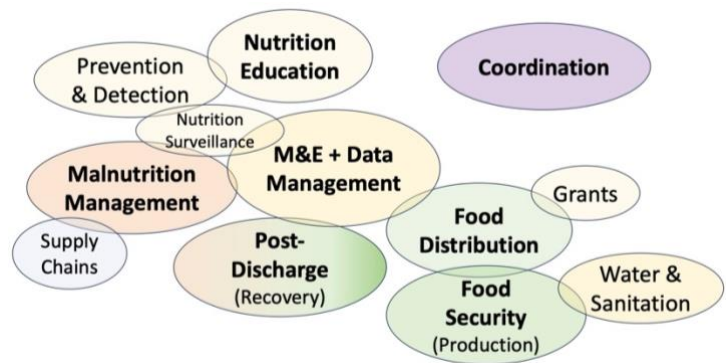 Nutrition
Education
Prevention
& Detection
Coordination
Nutrition
Surveillance
M&E + Data
Management
Malnutrition
Management
Grants
Food
Distribution
Supply
Chains
Post-
Discharge
(Recovery)
Water &
Sanitation
Food
Security
(Production)